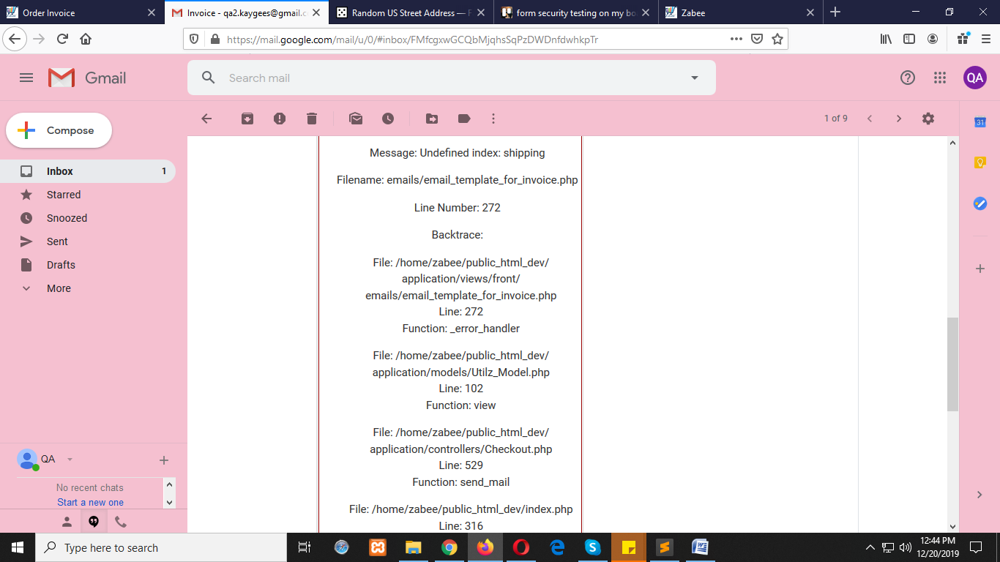 Order Invoice
Invoice - qa2.kaygees@gmail.c
Random US Street Address — F
form security testing on my bo
Zabee
https://mail.google.com/mail/u/0/#inbox/FMfcgxwGCQbMjqhsSqPzDWDnfdwhkpTr
Gmail
Search mail
QA
Compose
1 of 9
31
Inbox 1
Starred
Snoozed
Sent
Drafts
More
Message: Undefined index: shipping
Filename: emails/email_template_for_invoice.php
Line Number: 272
Backtrace:
File: /home/zabee/public_html_dev/
application/views/front/
emails/email_template_for_invoice.php
Line: 272
Function: _error_handler
File: /home/zabee/public_html_dev/
application/models/Utilz_Model.php
Line: 102
Function: view
File: /home/zabee/public_html_dev/
application/controllers/Checkout.php
Line: 529
Function: send_mail
File: /home/zabee/public_html_dev/index.php
Line: 316
QA
No recent chats
Start a new one
Type here to search
12:44 PM
12/20/2019